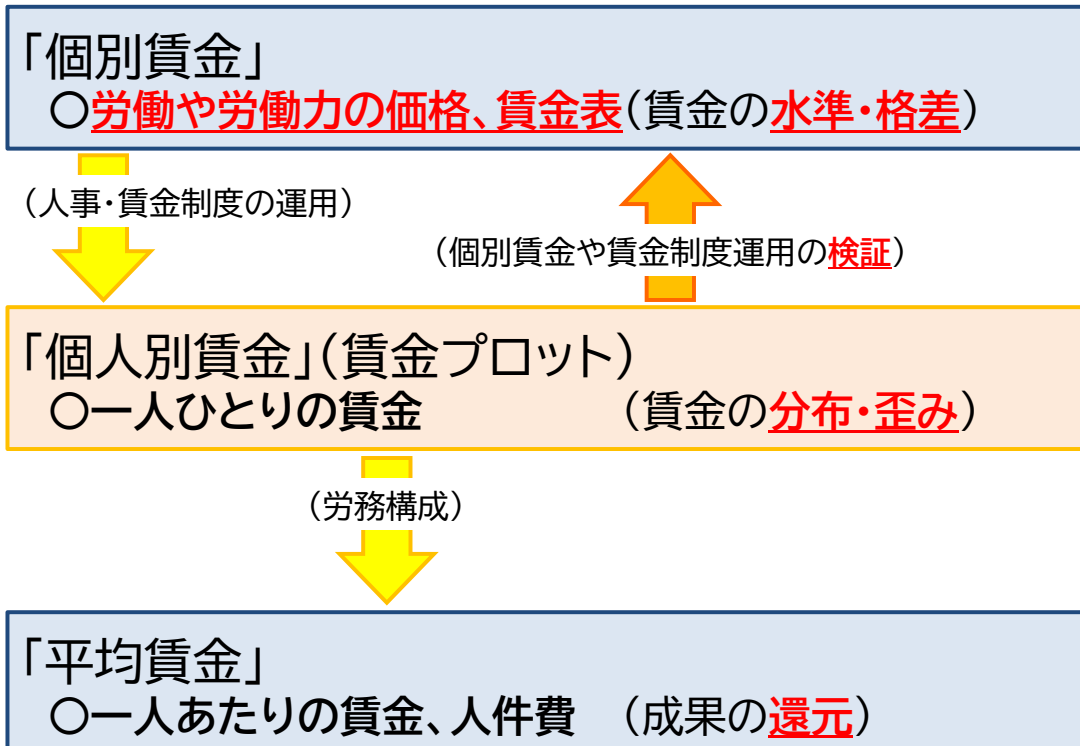 「個別賃金」
○労働や労働力の価格、賃金表(賃金の水準・格差)
(人事・賃金制度の運用)
(個別賃金や賃金制度運用の検証)
「個人別賃金」(賃金プロット)
○一人ひとりの賃金 (賃金の分布・歪み)
(労務構成)
「平均賃金」
○一人あたりの賃金、人件費 (成果の還元)